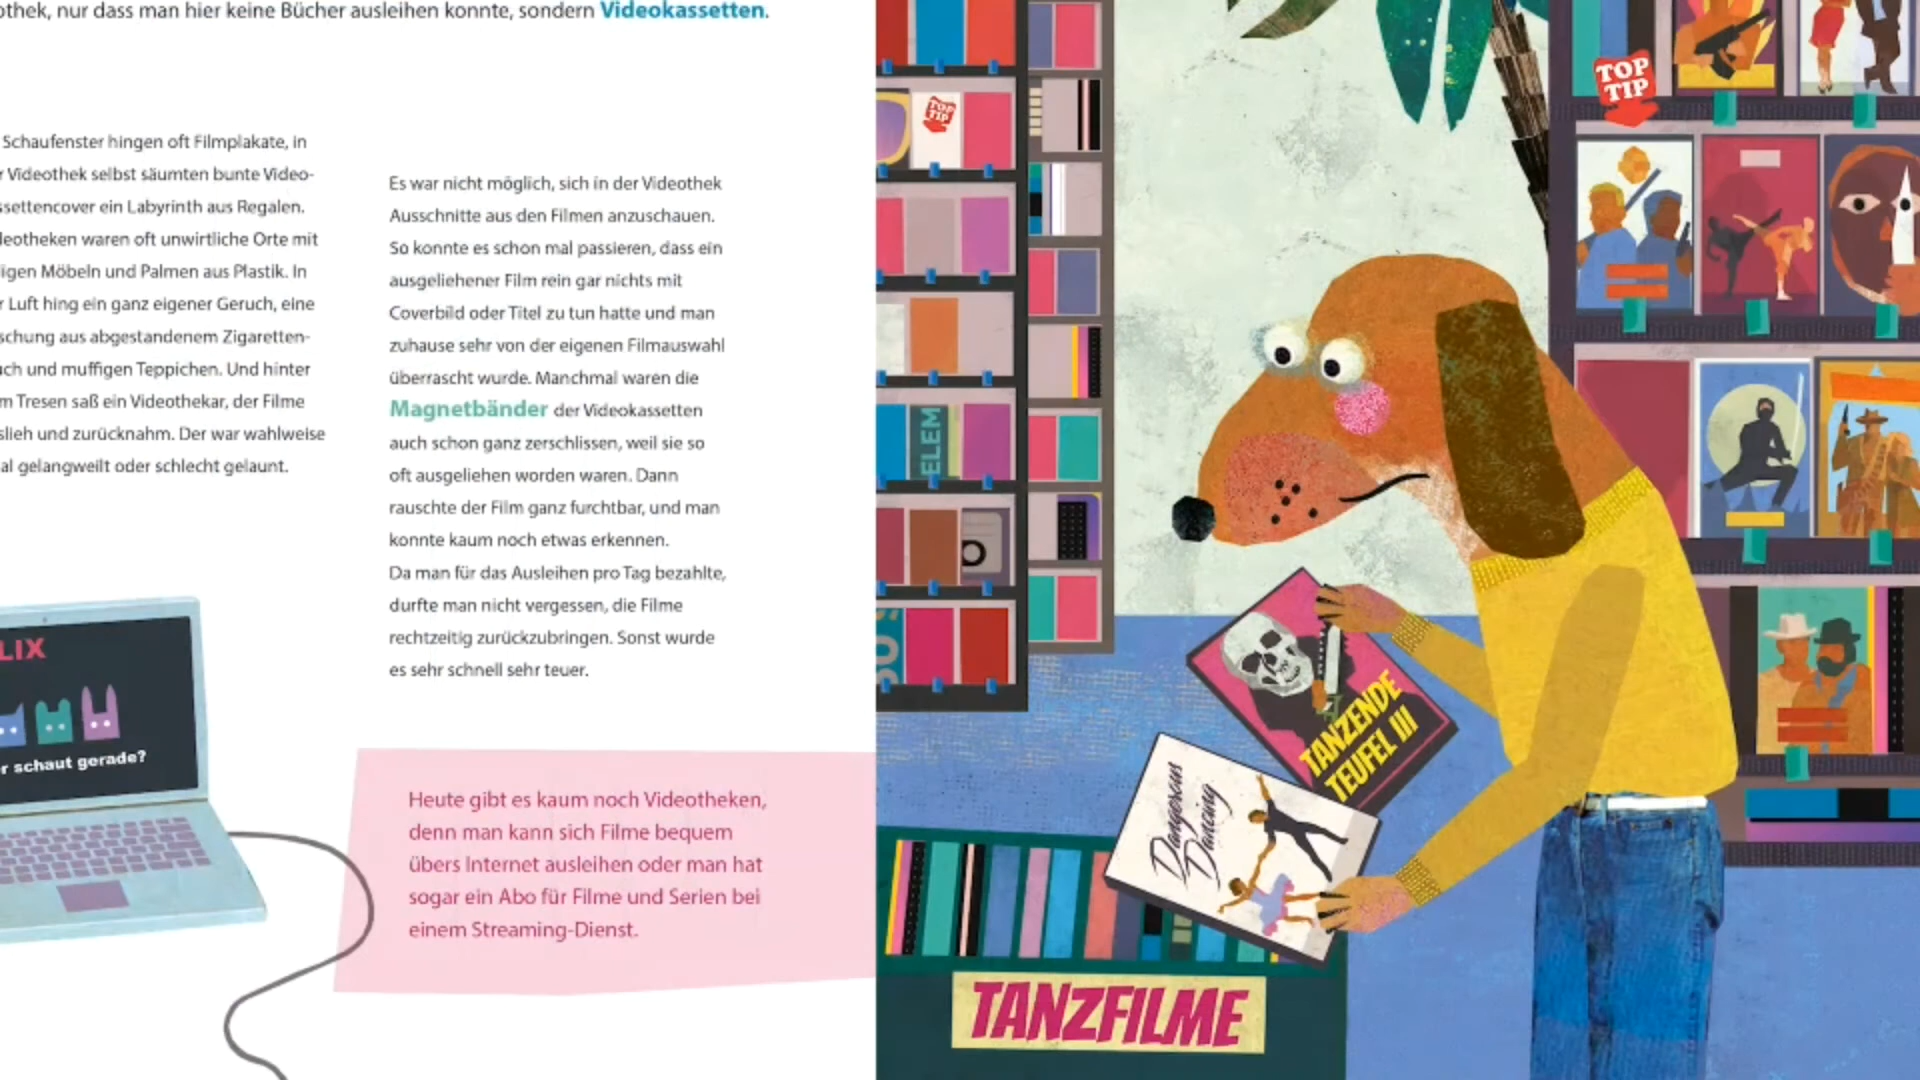 othek, nur dass man hier keine Bücher ausleihen konnte, sondern Videokassetten.
Schaufenster hingen oft Filmplakate, in
r Videothek selbst säumten bunte Video-
ssettencover ein Labyrinth aus Regalen.
deotheken waren oft unwirtliche Orte mit
ligen Möbeln und Palmen aus Plastik. In
r Luft hing ein ganz eigener Geruch, eine
schung aus abgestandenem Zigaretten-
uch und muffigen Teppichen. Und hinter
m Tresen saß ein Videothekar, der Filme
slieh und zurücknahm. Der war wahlweise
al gelangweilt oder schlecht gelaunt.
Es war nicht möglich, sich in der Videothek
Ausschnitte aus den Filmen anzuschauen.
So konnte es schon mal passieren, dass ein
ausgeliehener Film rein gar nichts mit
Coverbild oder Titel zu tun hatte und man
zuhause sehr von der eigenen Filmauswahl
überrascht wurde. Manchmal waren die
Magnetbänder der Videokassetten
auch schon ganz zerschlissen, weil sie so
oft ausgeliehen worden waren. Dann
rauschte der Film ganz furchtbar, und man
konnte kaum noch etwas erkennen.
Da man für das Ausleihen pro Tag bezahlte,
durfte man nicht vergessen, die Filme
rechtzeitig zurückzubringen. Sonst wurde
es sehr schnell sehr teuer.
LIX
r schaut gerade?
Heute gibt es kaum noch Videotheken,
denn man kann sich Filme bequem
übers Internet ausleihen oder man hat
sogar ein Abo für Filme und Serien bei
einem Streaming-Dienst.
TOP
TIP
TOP
TIP
ELEM
TANZENDE
TEUFEL III
Dangerous
Dancing
TANZFILME